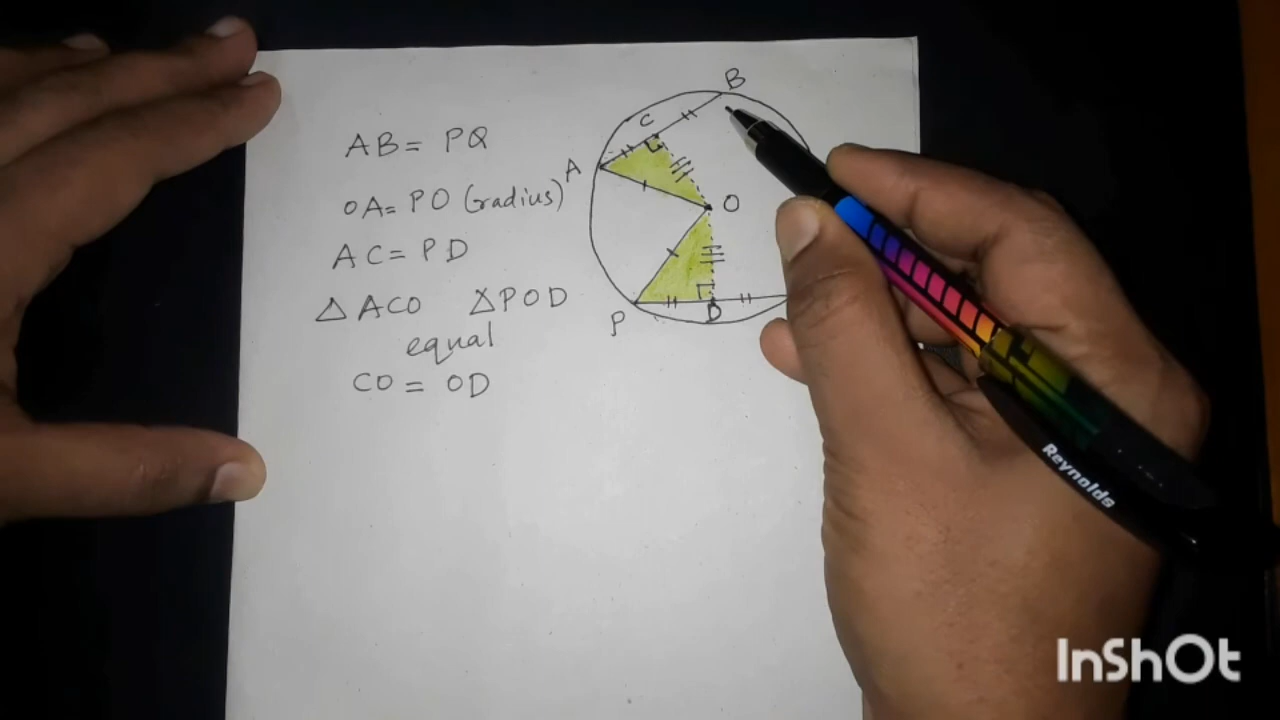 AB = PQ
OA = PO (radius)
AC = PD
△ ACO △POD
equal
CO = OD
B
C
A
O
P
D
Reynolds
InShOt